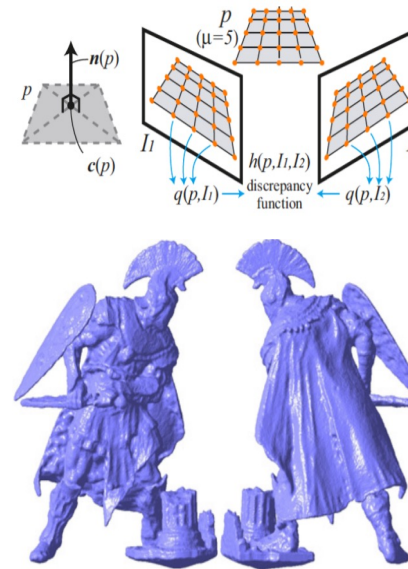 p
(μ=5)
n(p)
p
c(p)
I1
h(p,I1,I2)
discrepancy
function
q(p,I1)
q(p,I2)